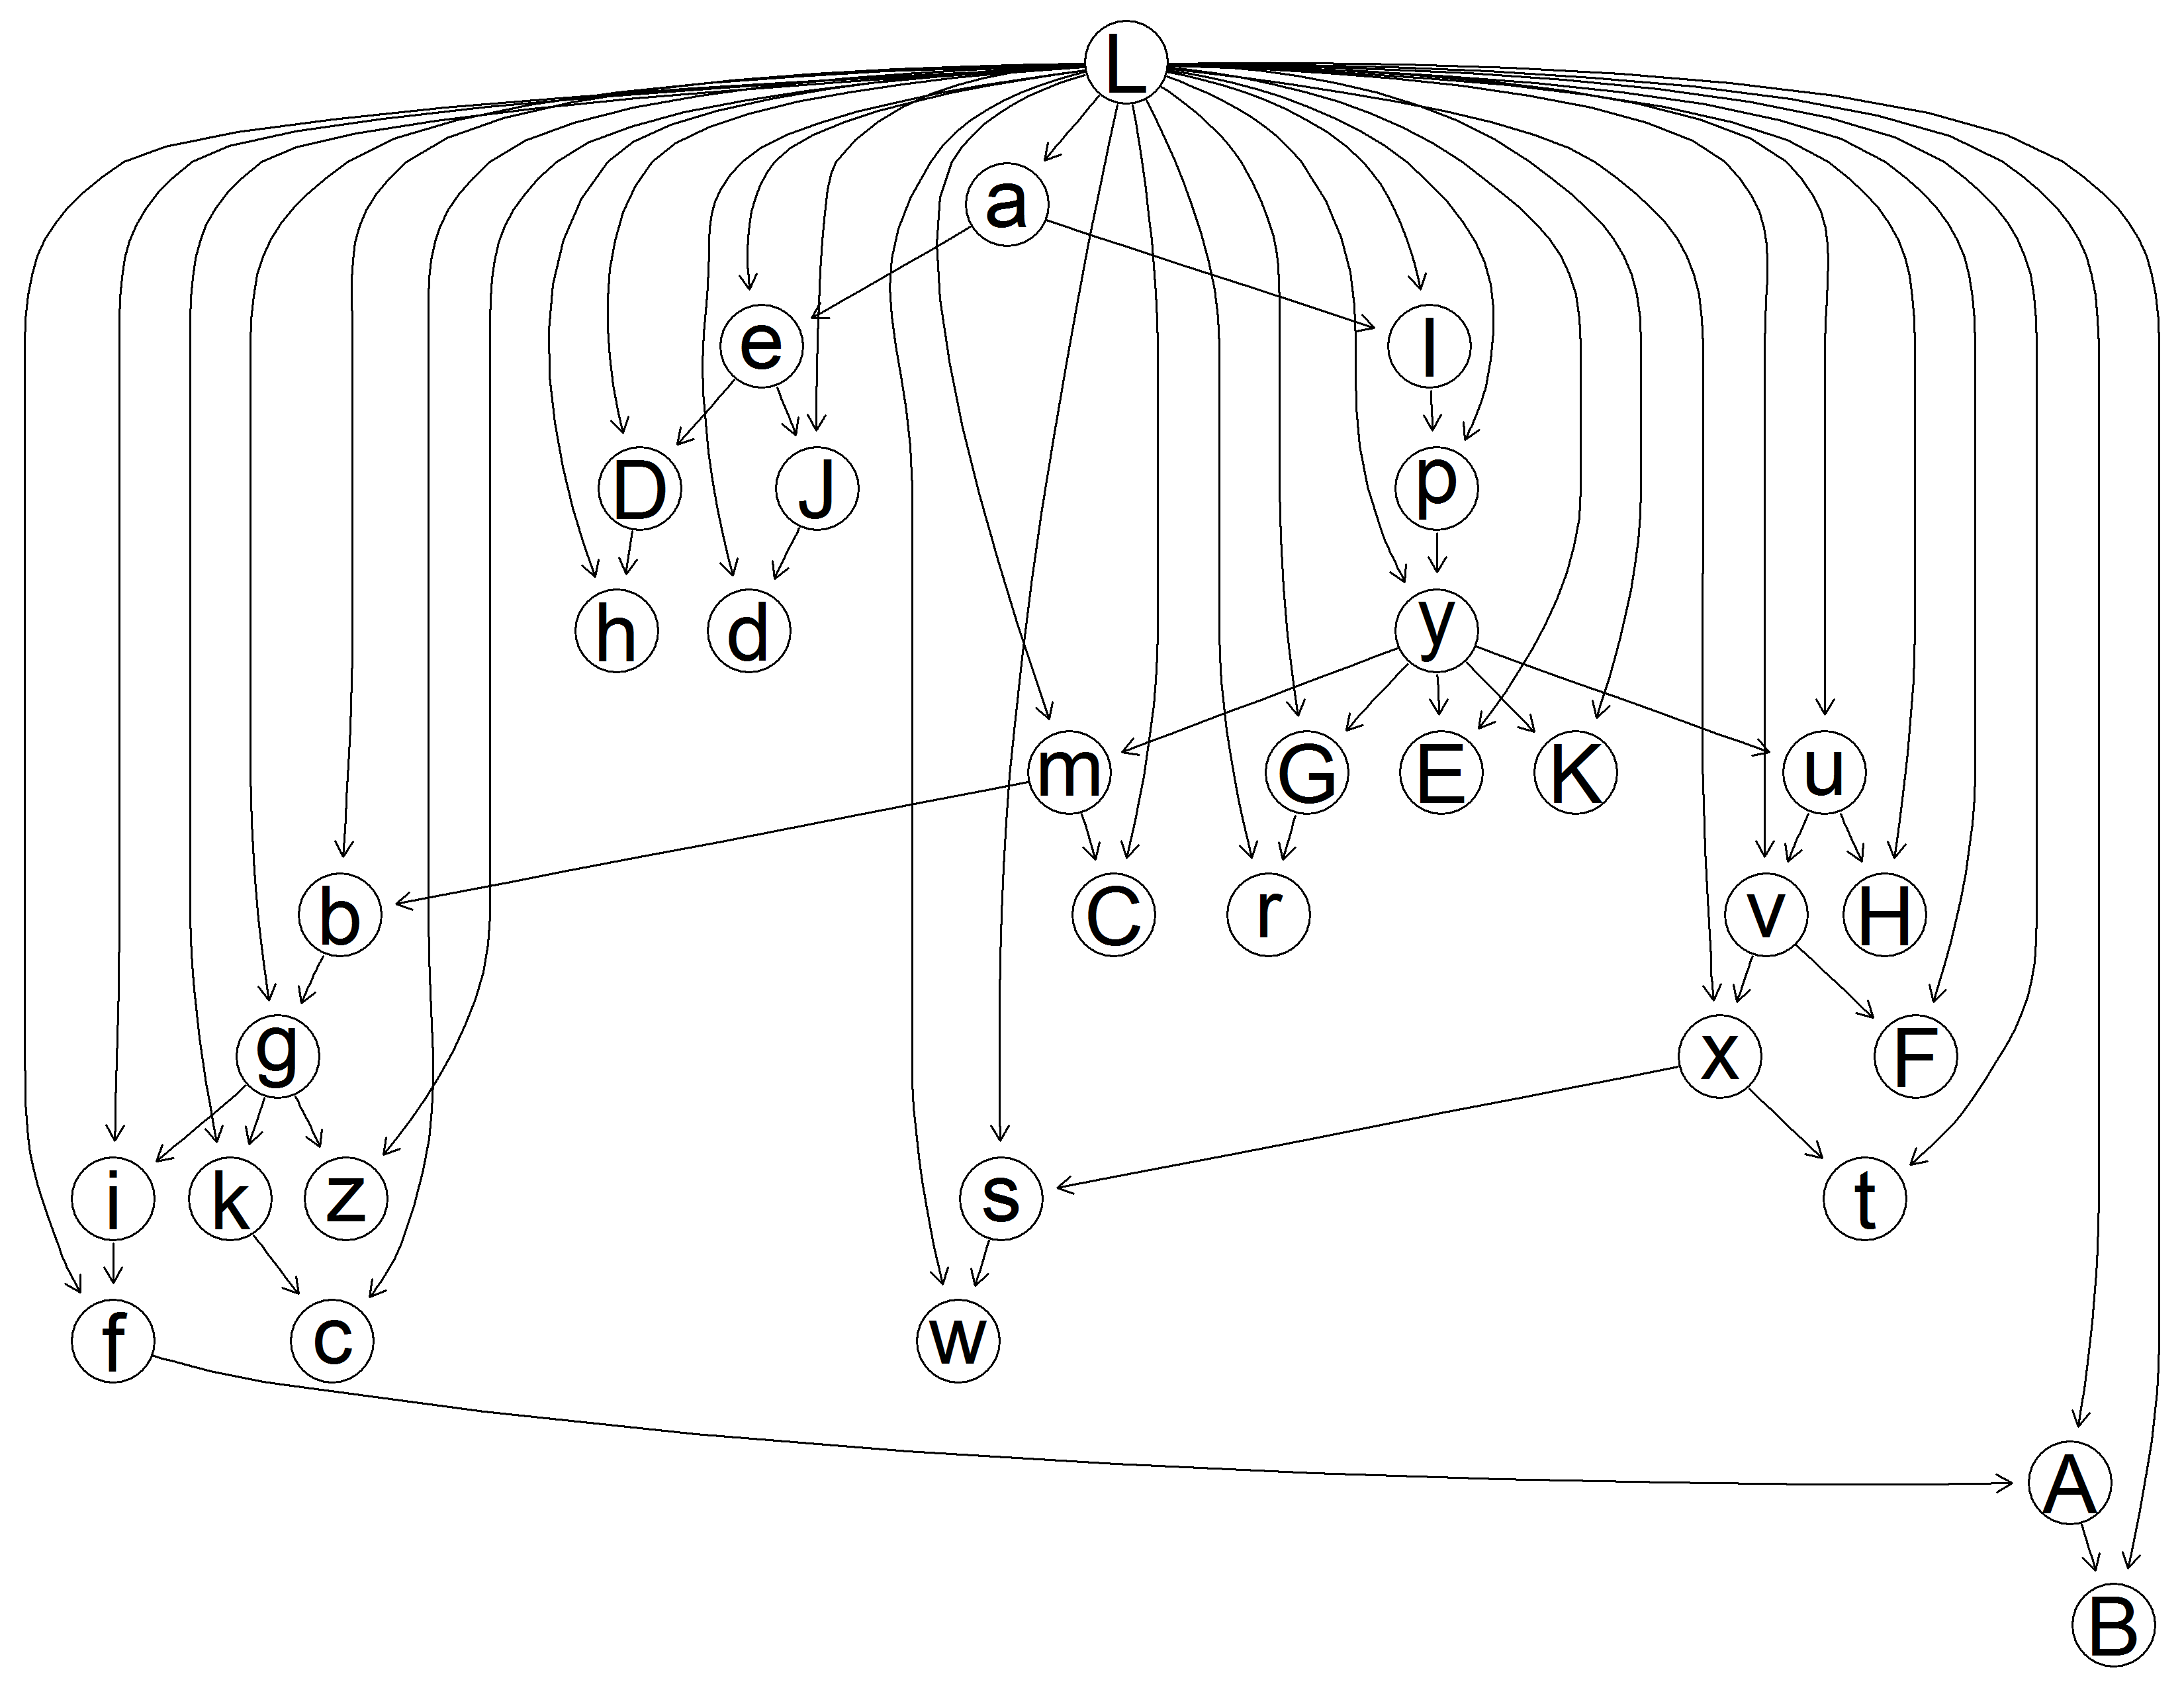 L
a
e l
D J p
h d y
m G E K u
b C r v H
g x F
i k z s t
f c w
A
B